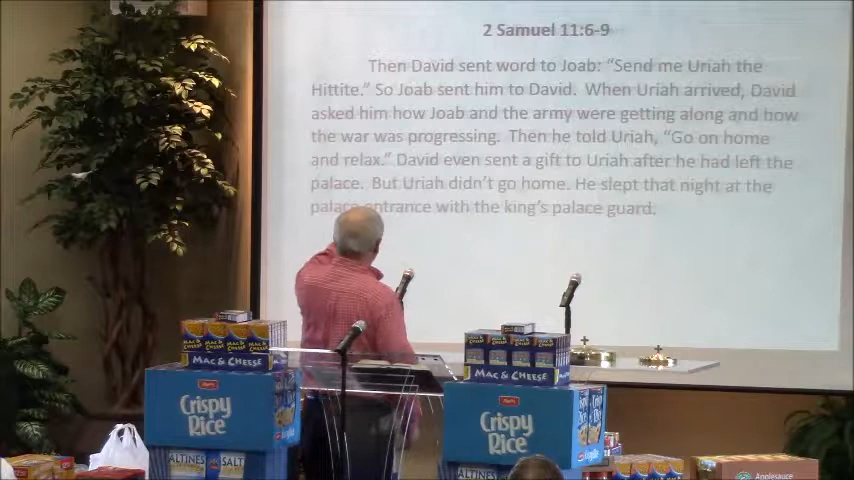 2 Samuel 11:6-9
Then David sent word to Joab: “Send me Uriah the
Hittite.” So Joab sent him to David. When Uriah arrived, David
asked him how Joab and the army were getting along and how
the war was progressing. Then he told Uriah, “Go on home
and relax.” David even sent a gift to Uriah after he had left the
palace. But Uriah didn’t go home. He slept that night at the
palace entrance with the king’s palace guard.
MAC & CHEESE
MAC & CHEESE
Crispy
Rice
Crispy
Rice
ALTINES
SALT
ALTINES
Applesauce